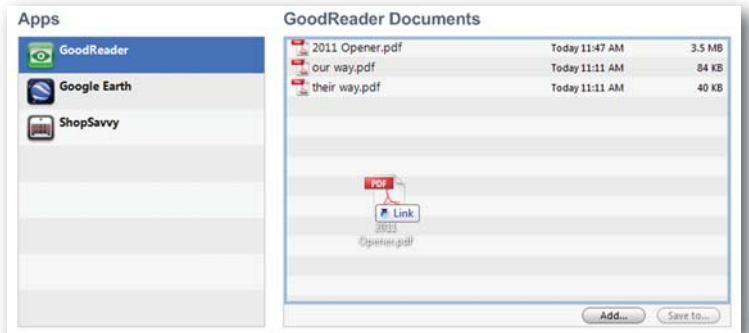 Apps
GoodReader
Google Earth
ShopSavvy
GoodReader Documents
2011 Opener.pdf Today 11:47 AM 3.5 MB
our way.pdf Today 11:11 AM 84 KB
their way.pdf Today 11:11 AM 40 KB
PDF
Link
2011
Opener.pdf
Add... Save to...